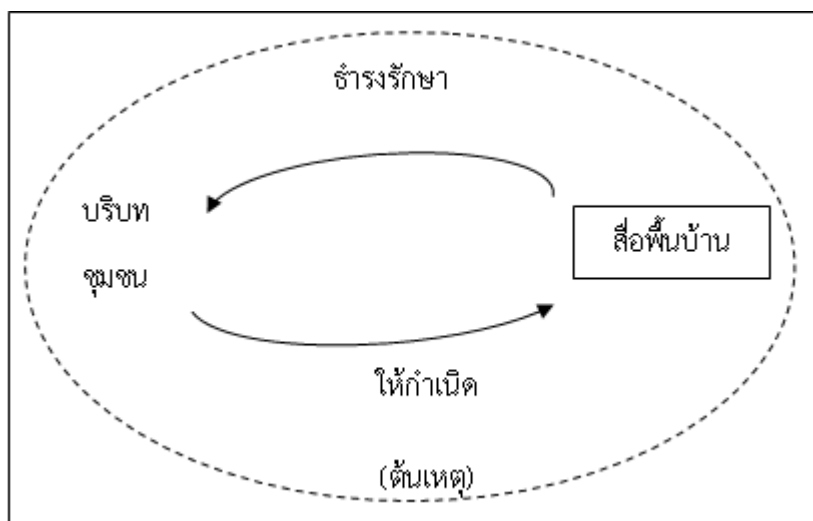 ธำรงรักษา
บริบท
ชุมชน
สื่อพื้นบ้าน
ให้กำเนิด
(ต้นเหตุ)